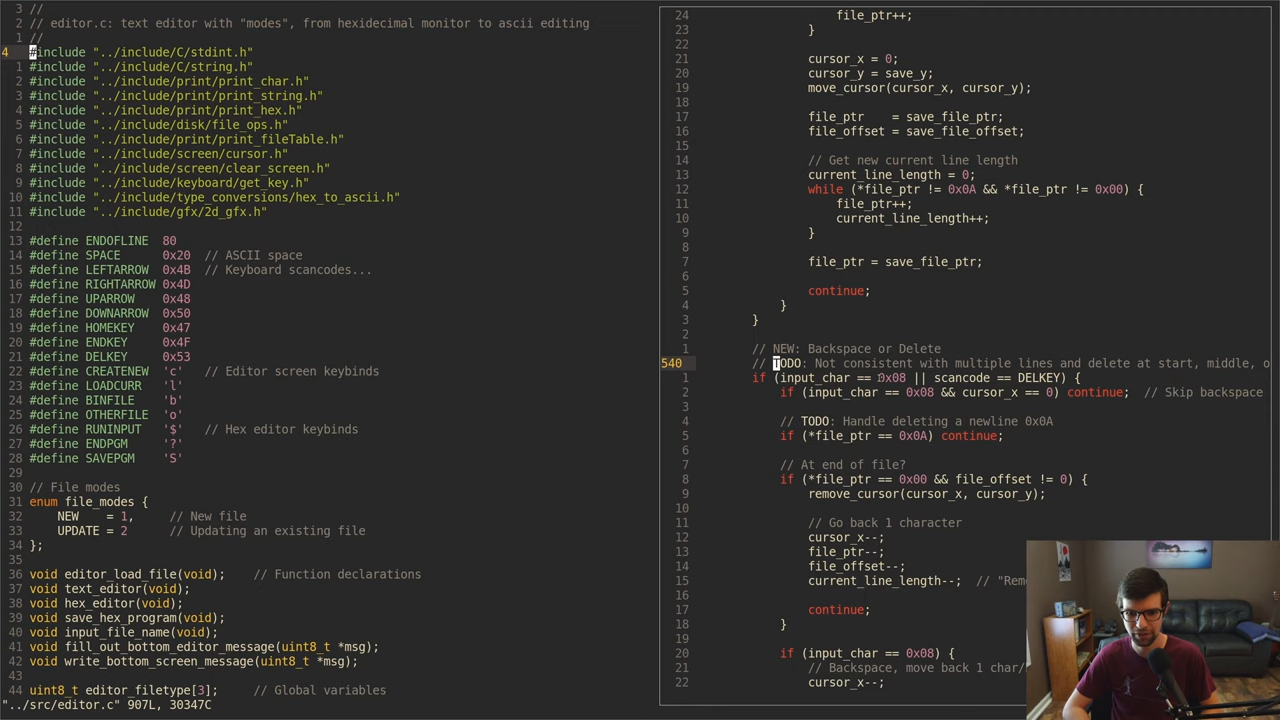 3 //
2 // editor.c: text editor with "modes", from hexidecimal monitor to ascii editing
1 //
4 #include "../include/C/stdint.h"
1 #include "../include/C/string.h"
2 #include "../include/print/print_char.h"
3 #include "../include/print/print_string.h"
4 #include "../include/print/print_hex.h"
5 #include "../include/disk/file_ops.h"
6 #include "../include/print/print_fileTable.h"
7 #include "../include/screen/cursor.h"
8 #include "../include/screen/clear_screen.h"
9 #include "../include/keyboard/get_key.h"
10 #include "../include/type_conversions/hex_to_ascii.h"
11 #include "../include/gfx/2d_gfx.h"
12
13 #define ENDOFLINE 80
14 #define SPACE 0x20 // ASCII space
15 #define LEFTARROW 0x4B // Keyboard scancodes...
16 #define RIGHTARROW 0x4D
17 #define UPARROW 0x48
18 #define DOWNARROW 0x50
19 #define HOMEKEY 0x47
20 #define ENDKEY 0x4F
21 #define DELKEY 0x53
22 #define CREATENEW 'c' // Editor screen keybinds
23 #define LOADCURR 'l'
24 #define BINFILE 'b'
25 #define OTHERFILE 'o'
26 #define RUNINPUT '$' // Hex editor keybinds
27 #define ENDPGM '?'
28 #define SAVEPGM 'S'
29
30 // File modes
31 enum file_modes {
32 NEW = 1, // New file
33 UPDATE = 2 // Updating an existing file
34 };
35
36 void editor_load_file(void); // Function declarations
37 void text_editor(void);
38 void hex_editor(void);
39 void save_hex_program(void);
40 void input_file_name(void);
41 void fill_out_bottom_editor_message(uint8_t *msg);
42 void write_bottom_screen_message(uint8_t *msg);
43
44 uint8_t editor_filetype[3]; // Global variables
"../src/editor.c" 907L, 30347C
24 file_ptr++;
23 }
22
21 cursor_x = 0;
20 cursor_y = save_y;
19 move_cursor(cursor_x, cursor_y);
18
17 file_ptr = save_file_ptr;
16 file_offset = save_file_offset;
15
14 // Get new current line length
13 current_line_length = 0;
12 while (*file_ptr != 0x0A && *file_ptr != 0x00) {
11 file_ptr++;
10 current_line_length++;
9 }
8
7 file_ptr = save_file_ptr;
6
5 continue;
4 }
3 }
2
1 // NEW: Backspace or Delete
540 // TODO: Not consistent with multiple lines and delete at start, middle, o
1 if (input_char == 0x08 || scancode == DELKEY) {
2 if (input_char == 0x08 && cursor_x == 0) continue; // Skip backspace
3
4 // TODO: Handle deleting a newline 0x0A
5 if (*file_ptr == 0x0A) continue;
6
7 // At end of file?
8 if (*file_ptr == 0x00 && file_offset != 0) {
9 remove_cursor(cursor_x, cursor_y);
10
11 // Go back 1 character
12 cursor_x--;
13 file_ptr--;
14 file_offset--;
15 current_line_length--; // "Rem
16
17 continue;
18 }
19
20 if (input_char == 0x08) {
21 // Backspace, move back 1 char/
22 cursor_x--;